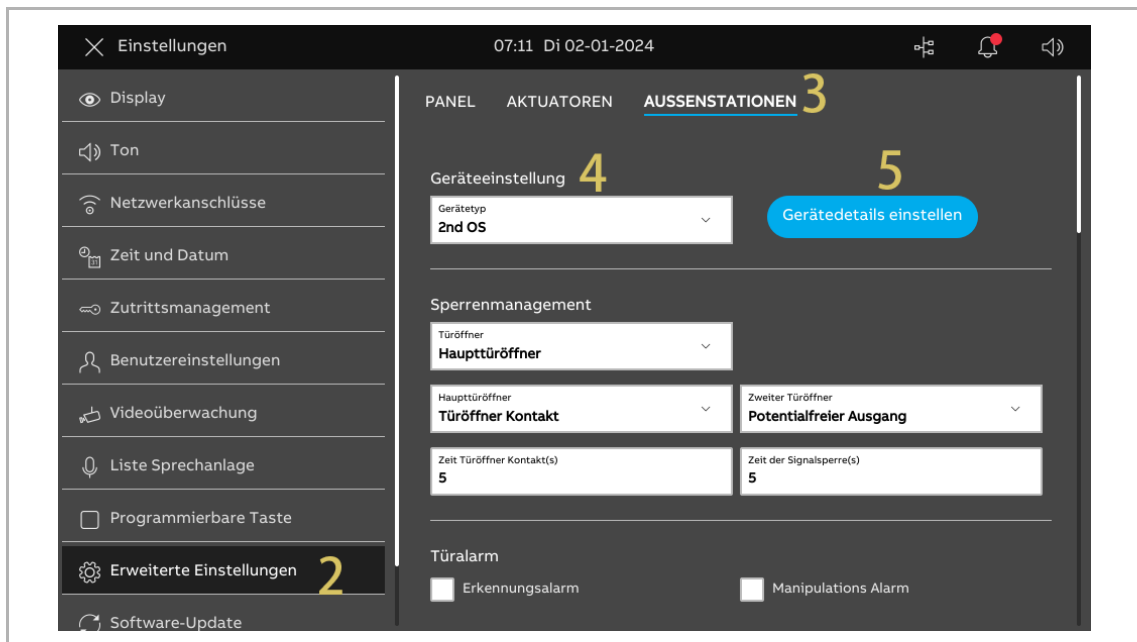 Einstellungen 07:11 Di 02-01-2024
Display
Ton
Netzwerkanschlüsse
31
Zeit und Datum
Zutrittsmanagement
Benutzereinstellungen
Videoüberwachung
Liste Sprechanlage
Programmierbare Taste
Erweiterte Einstellungen 2
Software-Update
PANEL AKTUATOREN AUSSENSTATIONEN 3
Geräteeinstellung 4
Gerätetyp
2nd OS
5
Gerätedetails einstellen
Sperrenmanagement
Türöffner
Haupttüröffner
Haupttüröffner
Türöffner Kontakt
Zweiter Türöffner
Potentialfreier Ausgang
Zeit Türöffner Kontakt(s)
5
Zeit der Signalsperre(s)
5
Türalarm
Erkennungsalarm Manipulations Alarm